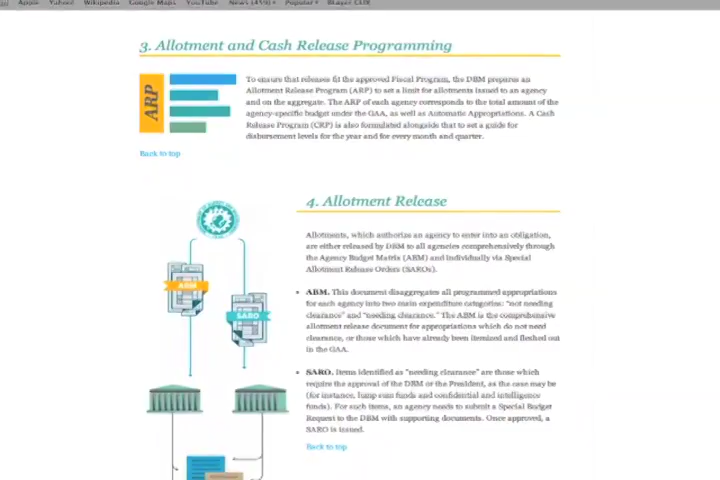 Apple Yahoo! Wikipedia Google Maps YouTube News Popular
3. Allotment and Cash Release Programming
ARP
To ensure that releases fit the approved Fiscal Program, the DBM prepares an
Allotment Release Program (ARP) to set a limit for allotments issued to an agency
and on the aggregate. The ARP of each agency corresponds to the total amount of the
agency-specific budget under the GAA, as well as Automatic Appropriations. A Cash
Release Program (CRP) is also formulated alongside that to set a guide for
disbursement levels for the year and for every month and quarter.
Back to top
4. Allotment Release
Allotments, which authorize an agency to enter into an obligation,
are either released by DBM to all agencies comprehensively through
the Agency Budget Matrix (ABM) and individually via Special
Allotment Release Orders (SAROs).
ABM
SARO
• ABM. This document disaggregates all programmed appropriations
for each agency into two main expenditure categories: “not needing
clearance” and “needing clearance.” The ABM is the comprehensive
allotment release document for appropriations which do not need
clearance, or those which have already been itemized and fleshed out
in the GAA.
• SARO. Items identified as “needing clearance” are those which
require the approval of the DBM or the President, as the case may be
(for instance, lump sum funds and confidential and intelligence
funds). For such items, an agency needs to submit a Special Budget
Request to the DBM with supporting documents. Once approved, a
SARO is issued.
Back to top